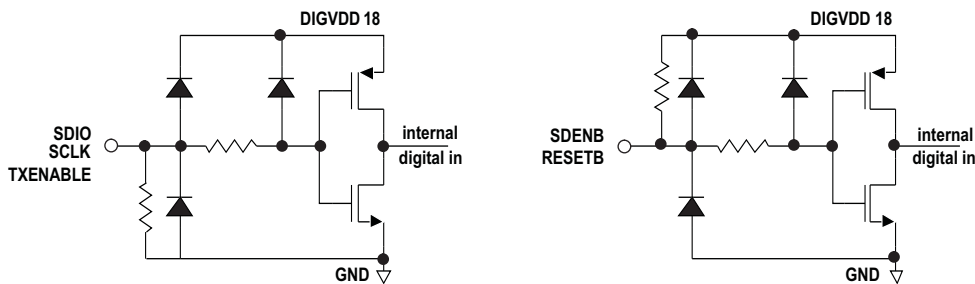 DIGVDD 18
SDIO
SCLK
TXENABLE
internal
digital in
GND
DIGVDD 18
SDENB
RESETB
internal
digital in
GND